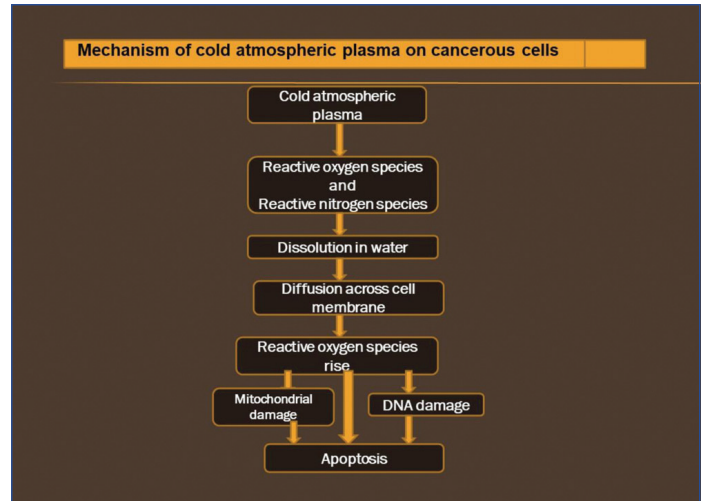 Mechanism of cold atmospheric plasma on cancerous cells
Cold atmospheric
plasma
Reactive oxygen species
and
Reactive nitrogen species
Dissolution in water
Diffusion across cell
membrane
Reactive oxygen species
rise
Mitochondrial
damage
DNA damage
Apoptosis